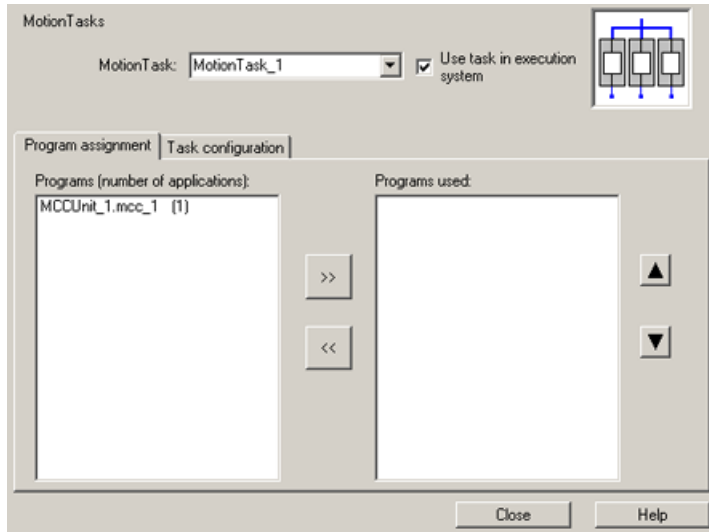 MotionTasks
MotionTask: MotionTask_1
Use task in execution
system
Program assignment Task configuration
Programs (number of applications): Programs used:
MCCUnit_1.mcc_1 (1)
>>
<<
Close Help